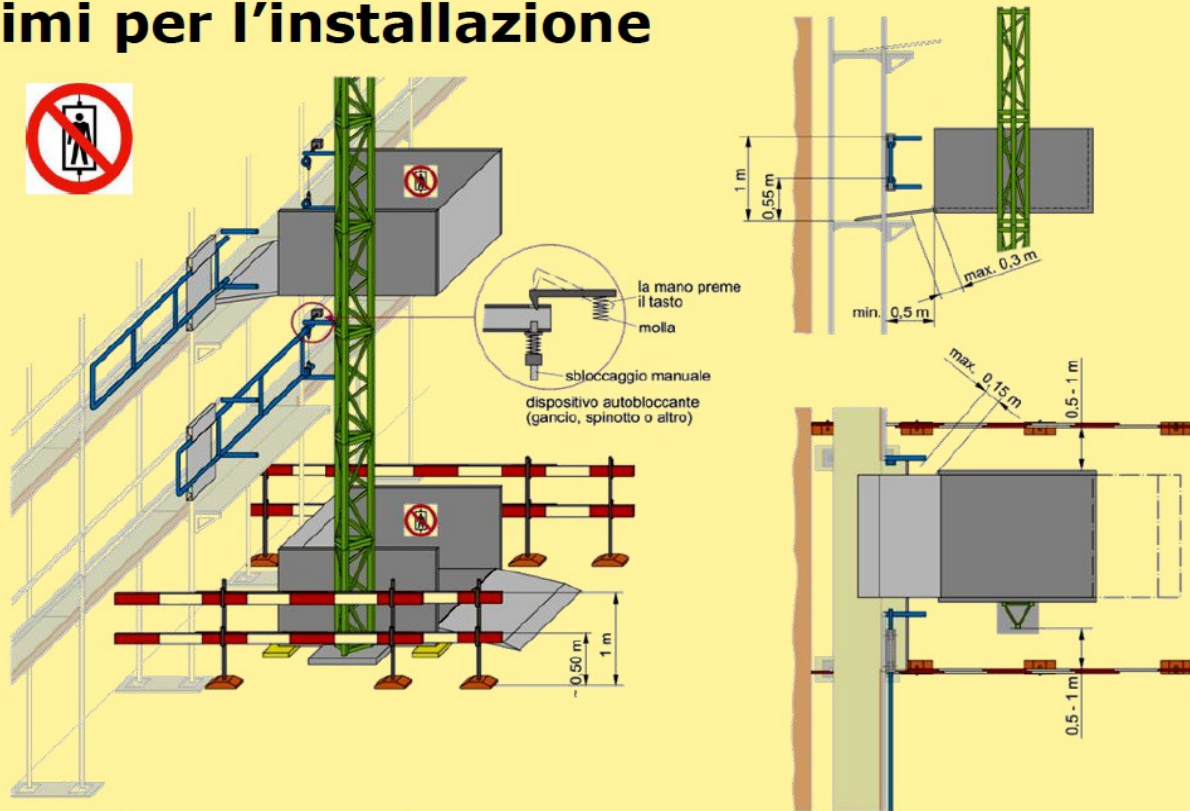 imi per l’installazione
la mano preme
il tasto
molla
sbloccaggio manuale
dispositivo autobloccante
(gancio, spinotto o altro)
~ 0,50 m
1 m
1 m
0,55 m
max. 0,3 m
min. 0,5 m
max. 0,15 m
0,5 - 1 m
0,5 - 1 m